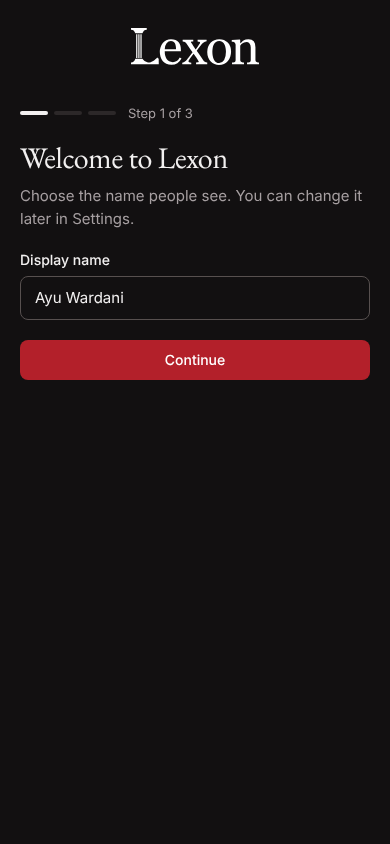 Lexon
Step 1 of 3
Welcome to Lexon
Choose the name people see. You can change it
later in Settings.
Display name
Ayu Wardani
Continue